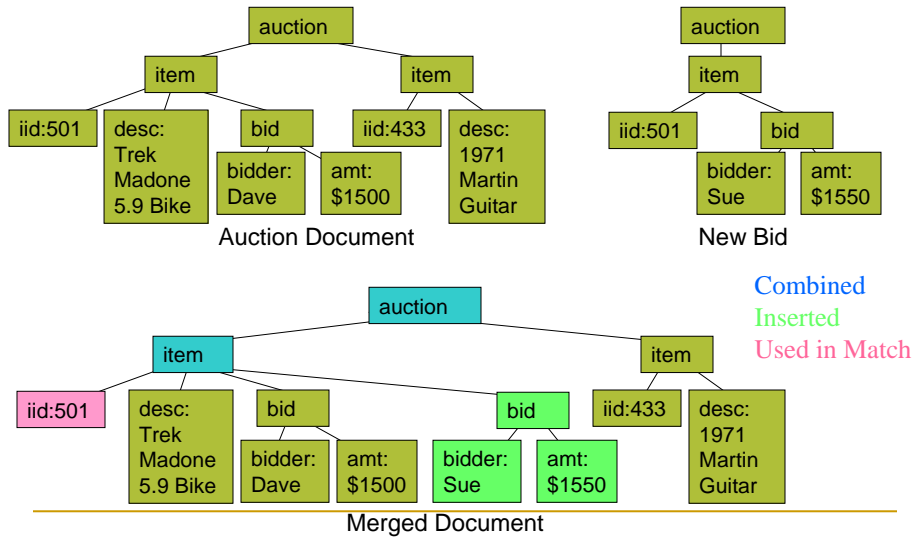 auction
item
item
iid:501
desc:
Trek
Madone
5.9 Bike
bid
bidder:
Dave
amt:
$1500
iid:433
desc:
1971
Martin
Guitar
Auction Document
auction
item
iid:501
bid
bidder:
Sue
amt:
$1550
New Bid
Combined
Inserted
Used in Match
auction
item
item
iid:501
desc:
Trek
Madone
5.9 Bike
bid
bidder:
Dave
amt:
$1500
bid
bidder:
Sue
amt:
$1550
iid:433
desc:
1971
Martin
Guitar
Merged Document